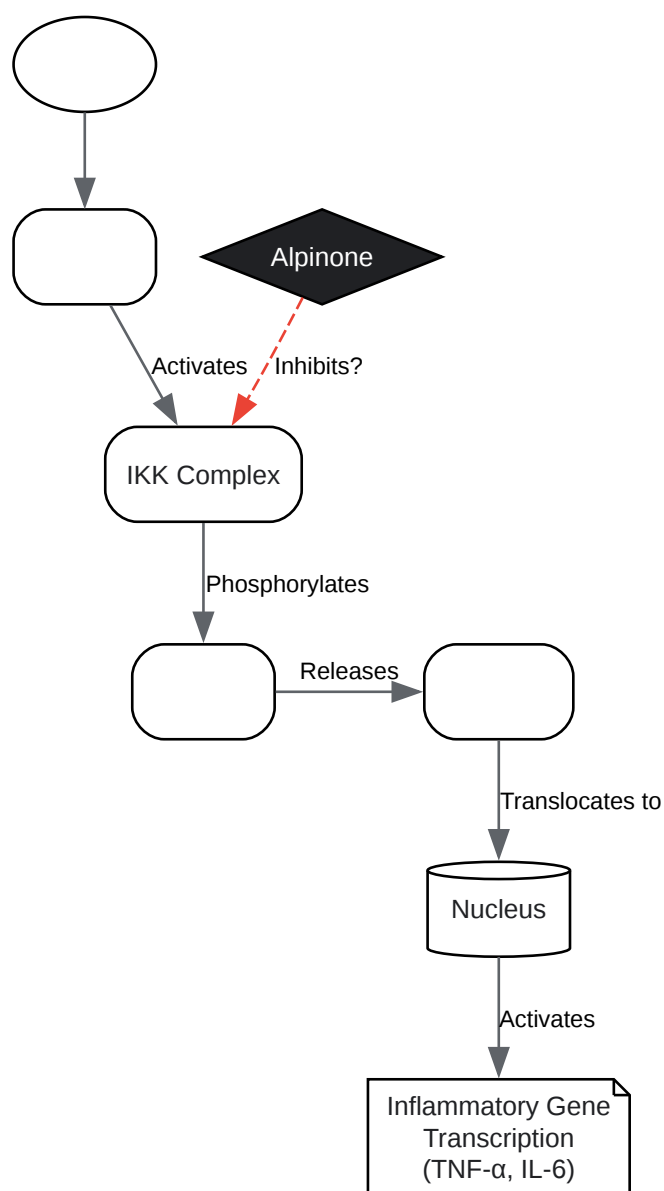 Alpinone
Activates
Inhibits?
IKK Complex
Phosphorylates
Releases
Translocates to
Nucleus
Activates
Inflammatory Gene
Transcription
(TNF-α, IL-6)